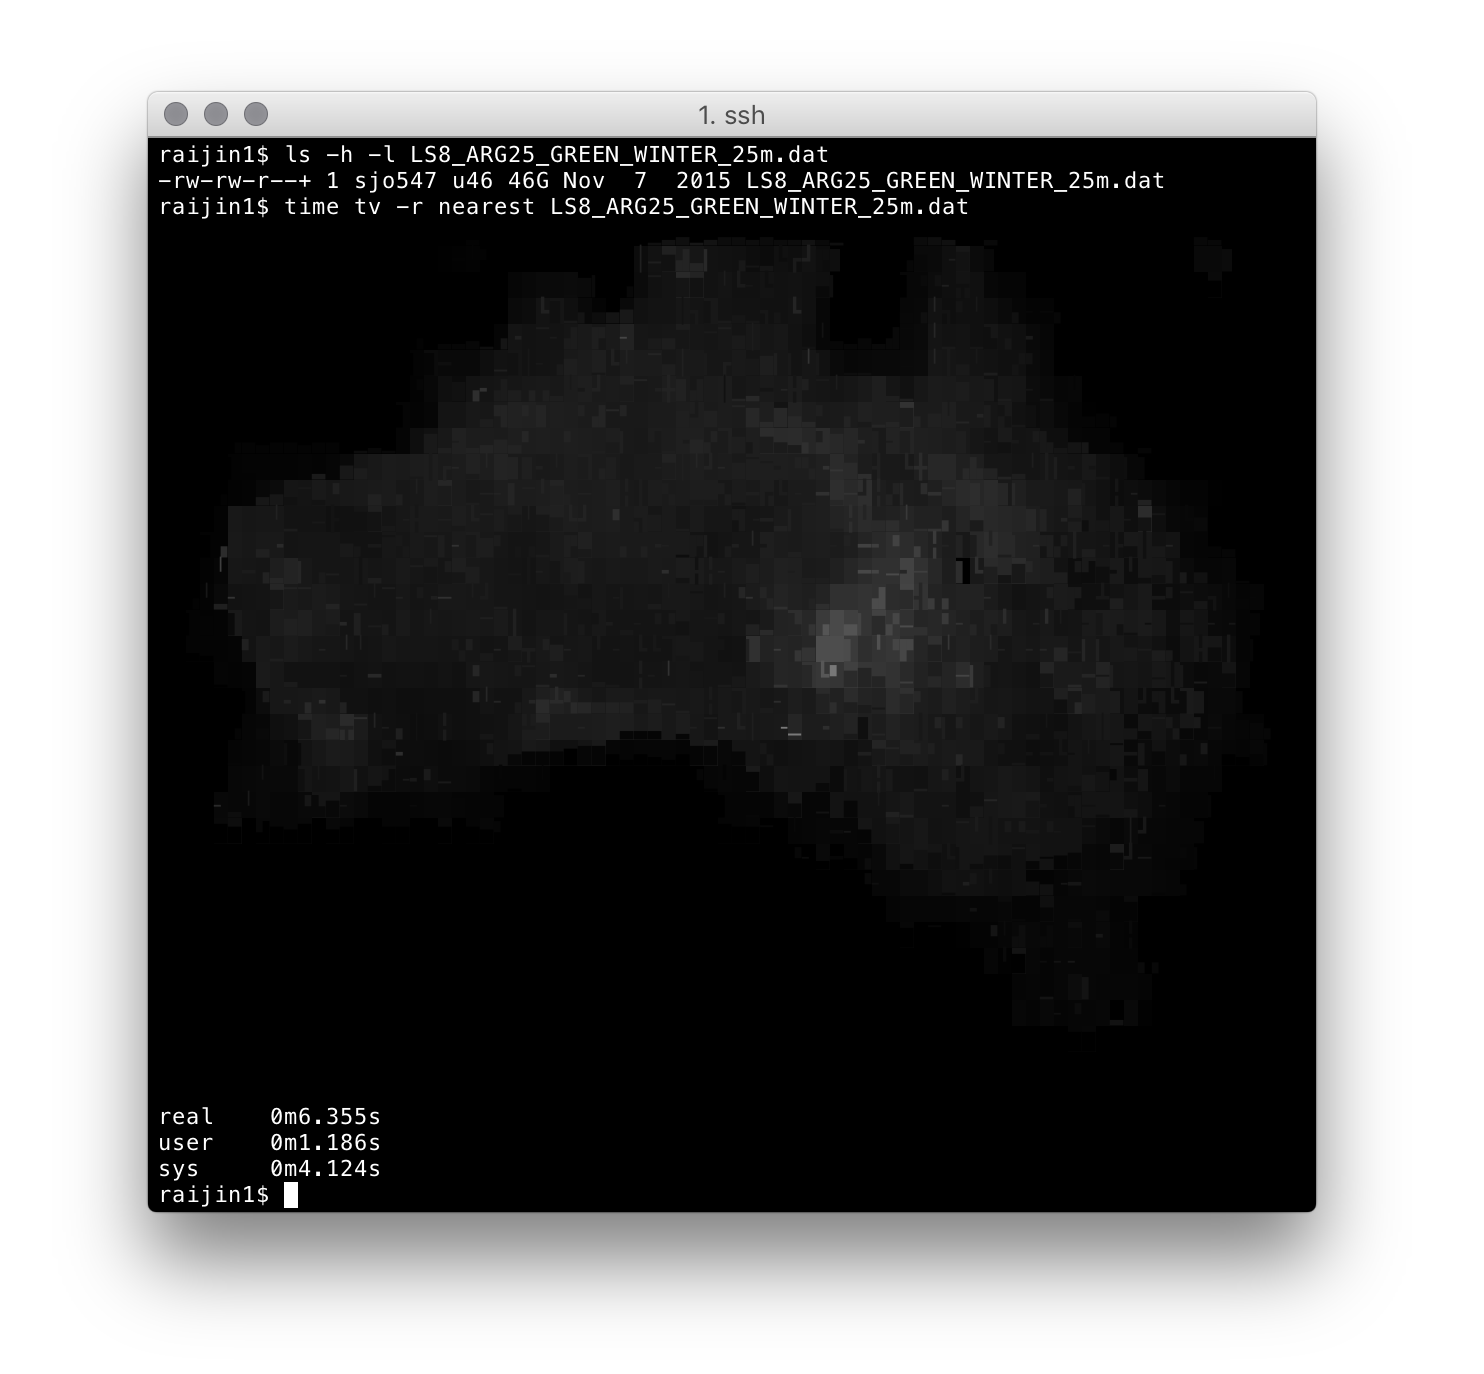 1. ssh
raijin1$ ls -h -l LS8_ARG25_GREEN_WINTER_25m.dat
-rw-rw-r--+ 1 sjo547 u46 46G Nov  7  2015 LS8_ARG25_GREEN_WINTER_25m.dat
raijin1$ time tv -r nearest LS8_ARG25_GREEN_WINTER_25m.dat
real    0m6.355s
user    0m1.186s
sys     0m4.124s
raijin1$